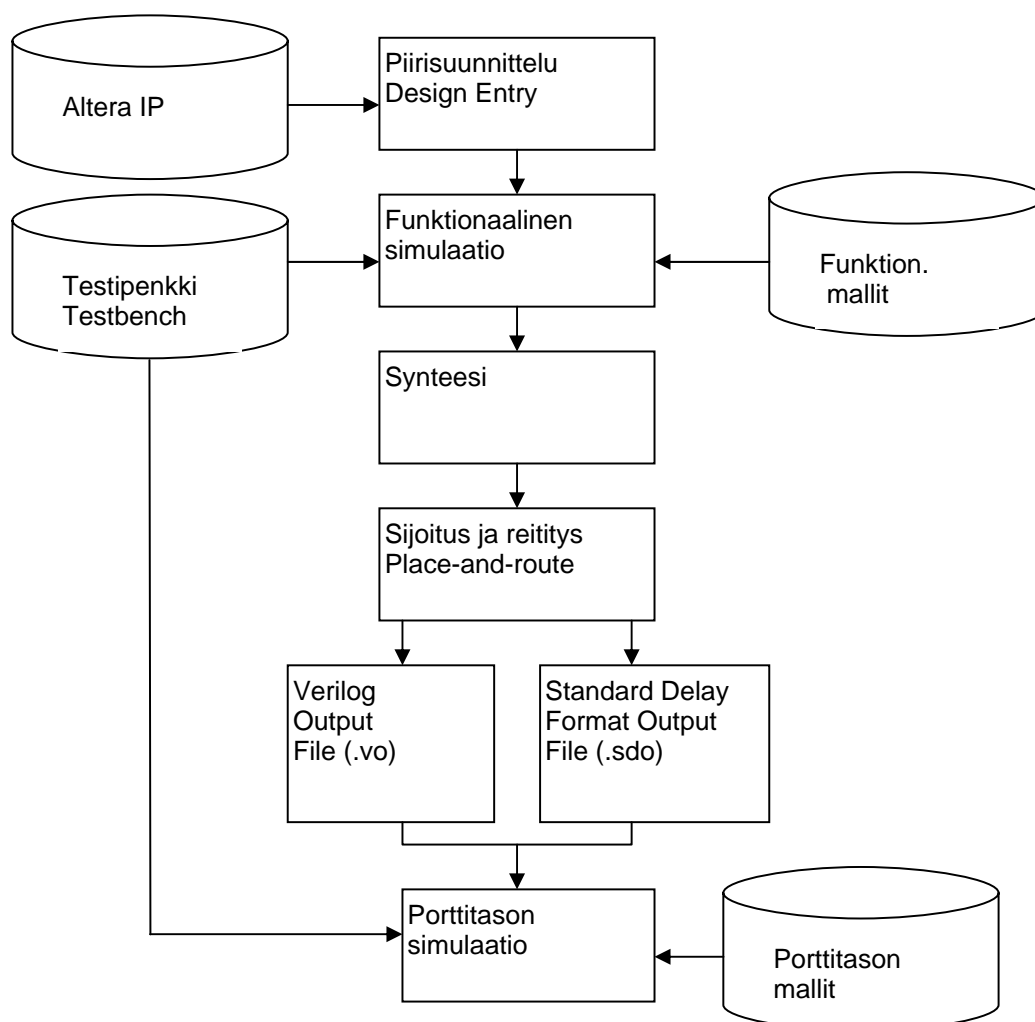 Piirisuunnittelu
Design Entry
Altera IP
Funktionaalinen
simulaatio
Testipenkki
Testbench
Funktion.
mallit
Synteesi
Sijoitus ja reititys
Place-and-route
Verilog
Output
File (.vo)
Standard Delay
Format Output
File (.sdo)
Porttitason
simulaatio
Porttitason
mallit